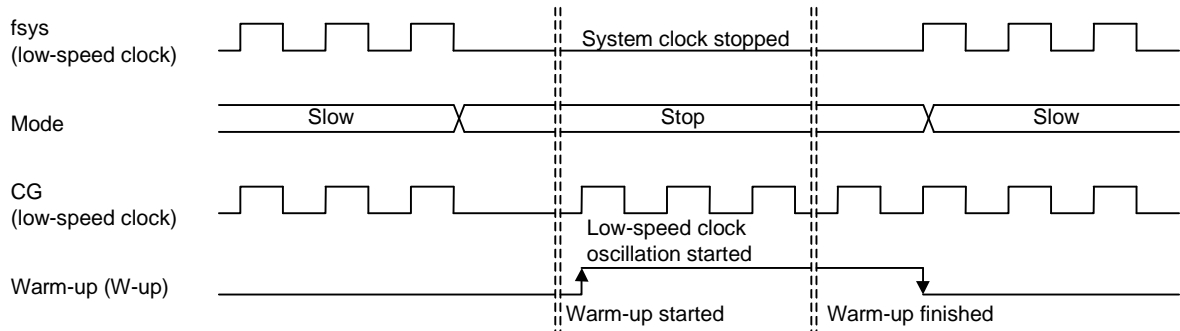 fsys
(low-speed clock)
System clock stopped
Mode
Slow
Stop
Slow
CG
(low-speed clock)
Low-speed clock
oscillation started
Warm-up (W-up)
Warm-up started
Warm-up finished